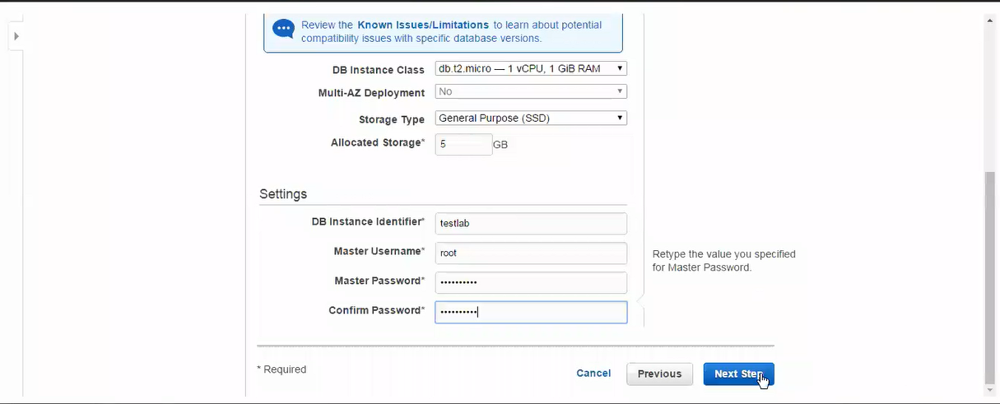 Review the Known Issues/Limitations to learn about potential
compatibility issues with specific database versions.
DB Instance Class db.t2.micro — 1 vCPU, 1 GiB RAM
Multi-AZ Deployment No
Storage Type General Purpose (SSD)
Allocated Storage* 5 GB
Settings
DB Instance Identifier* testlab
Master Username* root
Retype the value you specified
for Master Password.
Master Password* ••••••••••
Confirm Password* ••••••••••
* Required Cancel Previous Next Step